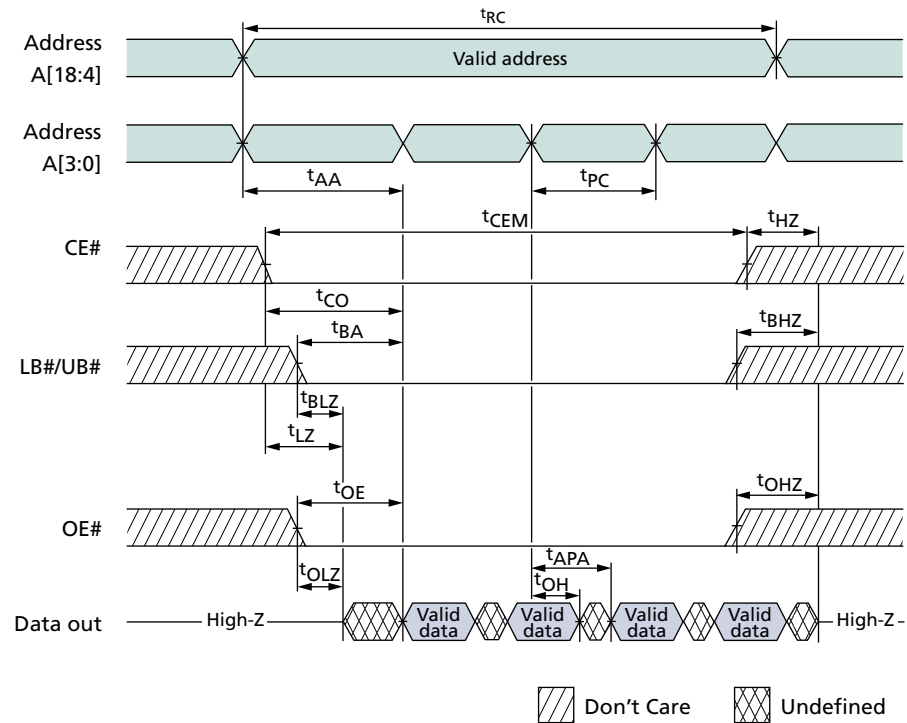 tRC
Address
A[18:4]
Valid address
Address
A[3:0]
tAA
tPC
tCEM
tHZ
CE#
tCO
tBA
tBHZ
LB#/UB#
tBLZ
tLZ
tOE
tOHZ
OE#
tAPA
tOLZ
tOH
Data out
High-Z
Valid
data
Valid
data
Valid
data
Valid
data
High-Z
Don't Care
Undefined